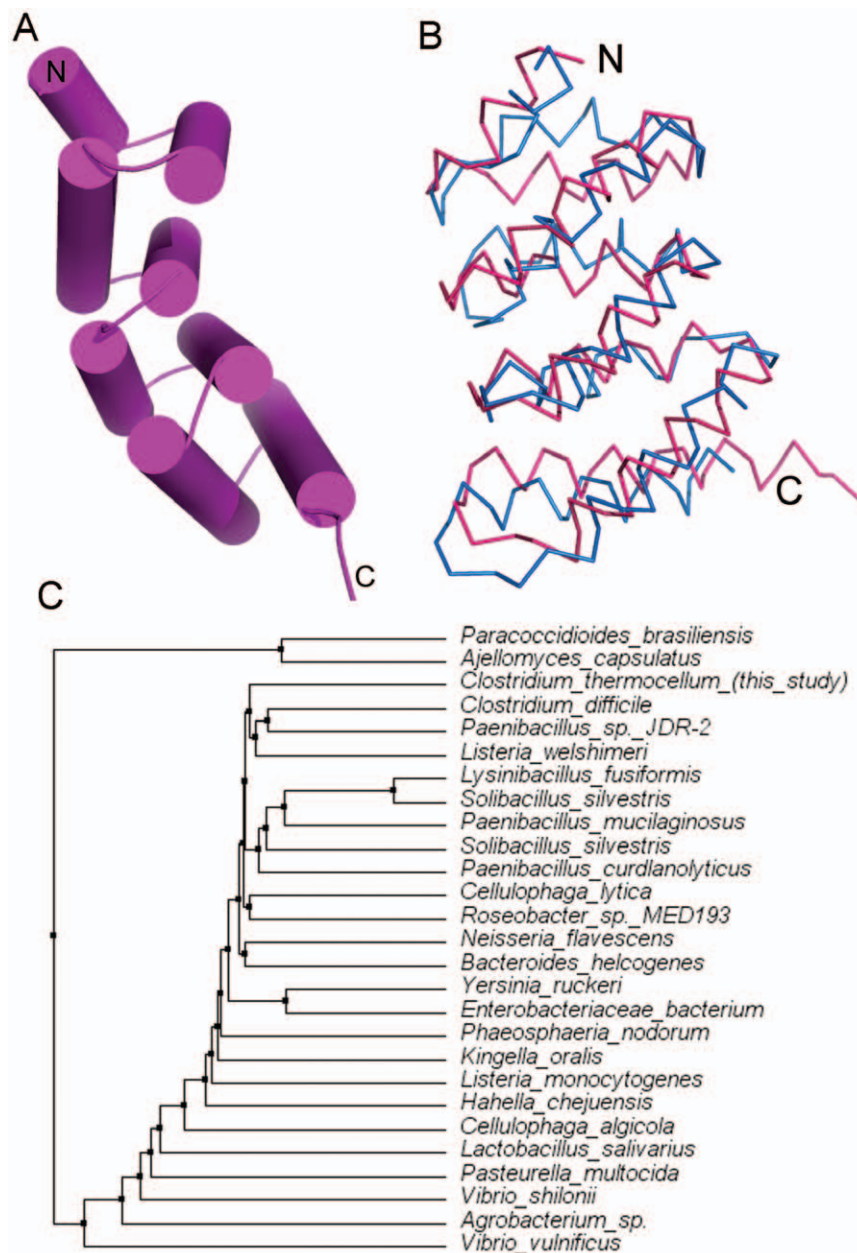 A
B
N
N
C
C
C
Paracoccidioides_brasiliensis
Ajellomyces_capsulatus
Clostridium_thermocellum_(this_study)
Clostridium_difficile
Paenibacillus_sp._JDR-2
Listeria_welshimeri
Lysinibacillus_fusiformis
Solibacillus_silvestris
Paenibacillus_mucilaginosus
Solibacillus_silvestris
Paenibacillus_curdlanolyticus
Cellulophaga_lytica
Roseobacter_sp._MED193
Neisseria_flavescens
Bacteroides_helcogenes
Yersinia_ruckeri
Enterobacteriaceae_bacterium
Phaeosphaeria_nodorum
Kingella_oralis
Listeria_monocytogenes
Hahella_chejuensis
Cellulophaga_algicola
Lactobacillus_salivarius
Pasteurella_multocida
Vibrio_shilonii
Agrobacterium_sp.
Vibrio_vulnificus